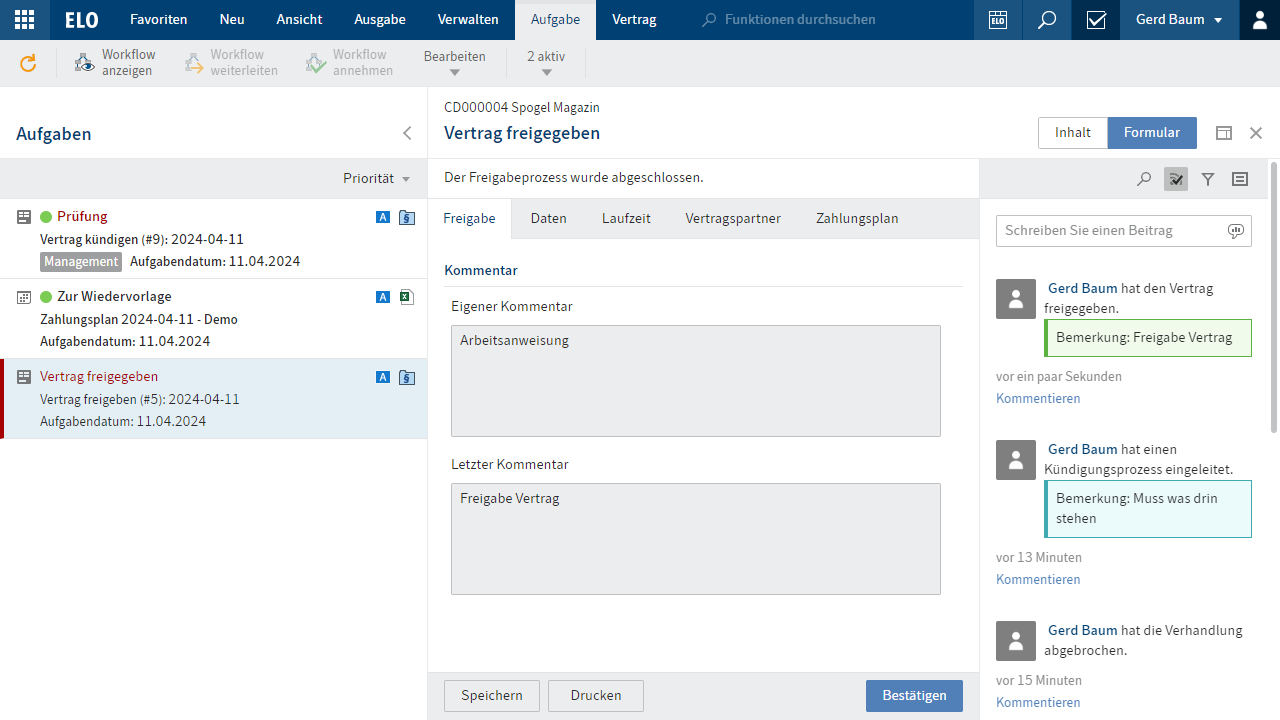 ELO
Favoriten
Neu
Ansicht
Ausgabe
Verwalten
Aufgabe
Vertrag
Funktionen durchsuchen
ELO
Gerd Baum
Workflow
anzeigen
Workflow
weiterleiten
Workflow
annehmen
Bearbeiten
2 aktiv
Aufgaben
Priorität
Prüfung
A
§
Vertrag kündigen (#9): 2024-04-11
Management
Aufgabendatum: 11.04.2024
Zur Wiedervorlage
A
X
Zahlungsplan 2024-04-11 - Demo
Aufgabendatum: 11.04.2024
Vertrag freigegeben
A
§
Vertrag freigeben (#5): 2024-04-11
Aufgabendatum: 11.04.2024
CD000004 Spogel Magazin
Vertrag freigegeben
Inhalt
Formular
Der Freigabeprozess wurde abgeschlossen.
Freigabe
Daten
Laufzeit
Vertragspartner
Zahlungsplan
Kommentar
Eigener Kommentar
Arbeitsanweisung
Letzter Kommentar
Freigabe Vertrag
Speichern
Drucken
Bestätigen
Schreiben Sie einen Beitrag
Gerd Baum hat den Vertrag
freigegeben.
Bemerkung: Freigabe Vertrag
vor ein paar Sekunden
Kommentieren
Gerd Baum hat einen
Kündigungsprozess eingeleitet.
Bemerkung: Muss was drin
stehen
vor 13 Minuten
Kommentieren
Gerd Baum hat die Verhandlung
abgebrochen.
vor 15 Minuten
Kommentieren